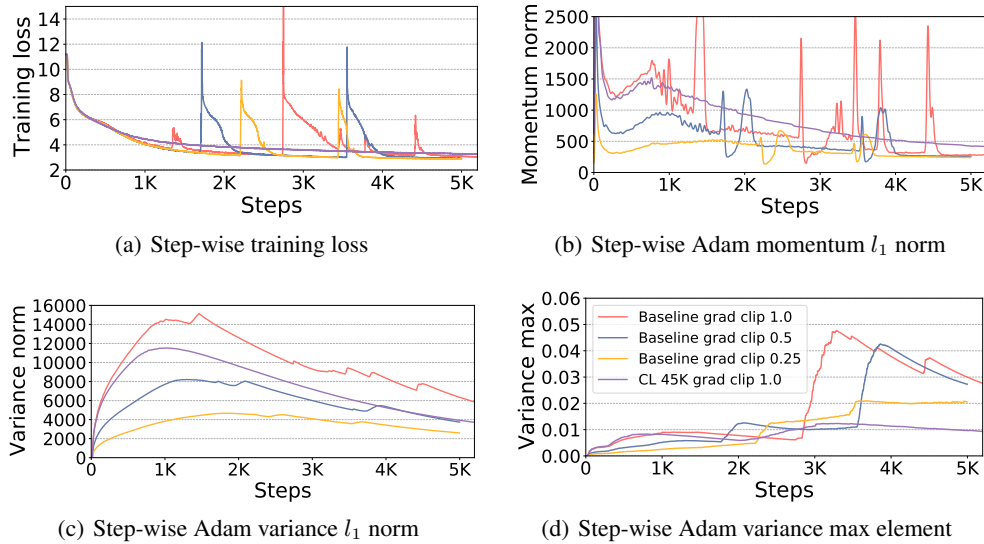 14
12
10
8
6
4
2
0 1K 2K 3K 4K 5K
Training loss
Steps
(a) Step-wise training loss
2500
2000
1500
1000
500
0
0 1K 2K 3K 4K 5K
Momentum norm
Steps
(b) Step-wise Adam momentum l₁ norm
16000
14000
12000
10000
8000
6000
4000
2000
0
0 1K 2K 3K 4K 5K
Variance norm
Steps
(c) Step-wise Adam variance l₁ norm
0.06
0.05
0.04
0.03
0.02
0.01
0.00
0 1K 2K 3K 4K 5K
Variance max
Steps
Baseline grad clip 1.0
Baseline grad clip 0.5
Baseline grad clip 0.25
CL 45K grad clip 1.0
(d) Step-wise Adam variance max element